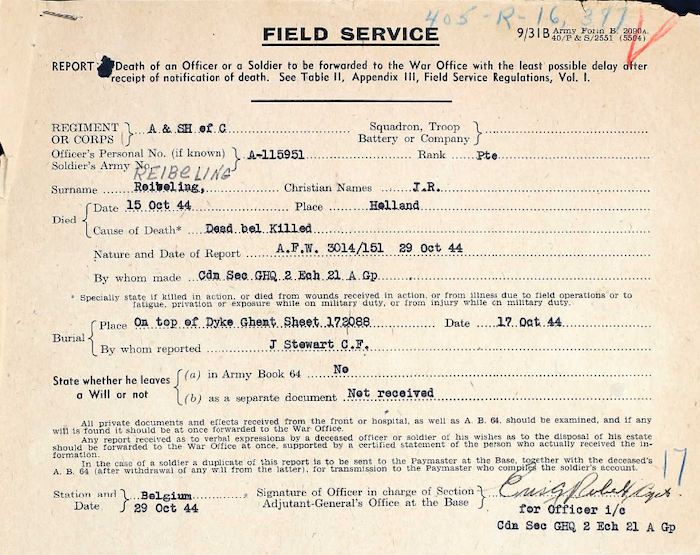 405-R-16,377
FIELD SERVICE
9/31B Army Form B. 2090A.
40/P & S/2551 (5504)
REPORT Death of an Officer or a Soldier to be forwarded to the War Office with the least possible delay after
receipt of notification of death. See Table II, Appendix III, Field Service Regulations, Vol. I.
REGIMENT OR CORPS A & SH of C Squadron, Troop Battery or Company
Officer's Personal No. (if known) Soldier's Army No. A-115951 Rank Pte
REIBELING
Surname Reibeling, Christian Names J.R.
Died Date 15 Oct 44 Place Holland
Cause of Death* Dead bel Killed
Nature and Date of Report A.F.W. 3014/151 29 Oct 44
By whom made Cdn Sec GHQ 2 Ech 21 A Gp
* Specially state if killed in action, or died from wounds received in action, or from illness due to field operations or to
fatigue, privation or exposure while on military duty, or from injury while on military duty.
Burial Place On top of Dyke Ghent Sheet 172088 Date 17 Oct 44
By whom reported J Stewart C.F.
State whether he leaves a Will or not (a) in Army Book 64 No
(b) as a separate document Not received
All private documents and effects received from the front or hospital, as well as A. B. 64, should be examined, and if any
will is found it should be at once forwarded to the War Office.
Any report received as to verbal expressions by a deceased officer or soldier of his wishes as to the disposal of his estate
should be forwarded to the War Office at once, supported by a certified statement of the person who actually received the in-
formation.
In the case of a soldier a duplicate of this report is to be sent to the Paymaster at the Base, together with the deceased's
A. B. 64 (after withdrawal of any will from the latter), for transmission to the Paymaster who compiles the soldier's account.
17
Station and Date Belgium 29 Oct 44 Signature of Officer in charge of Section Adjutant-General's Office at the Base
for Officer i/c
Cdn Sec GHQ 2 Ech 21 A Gp